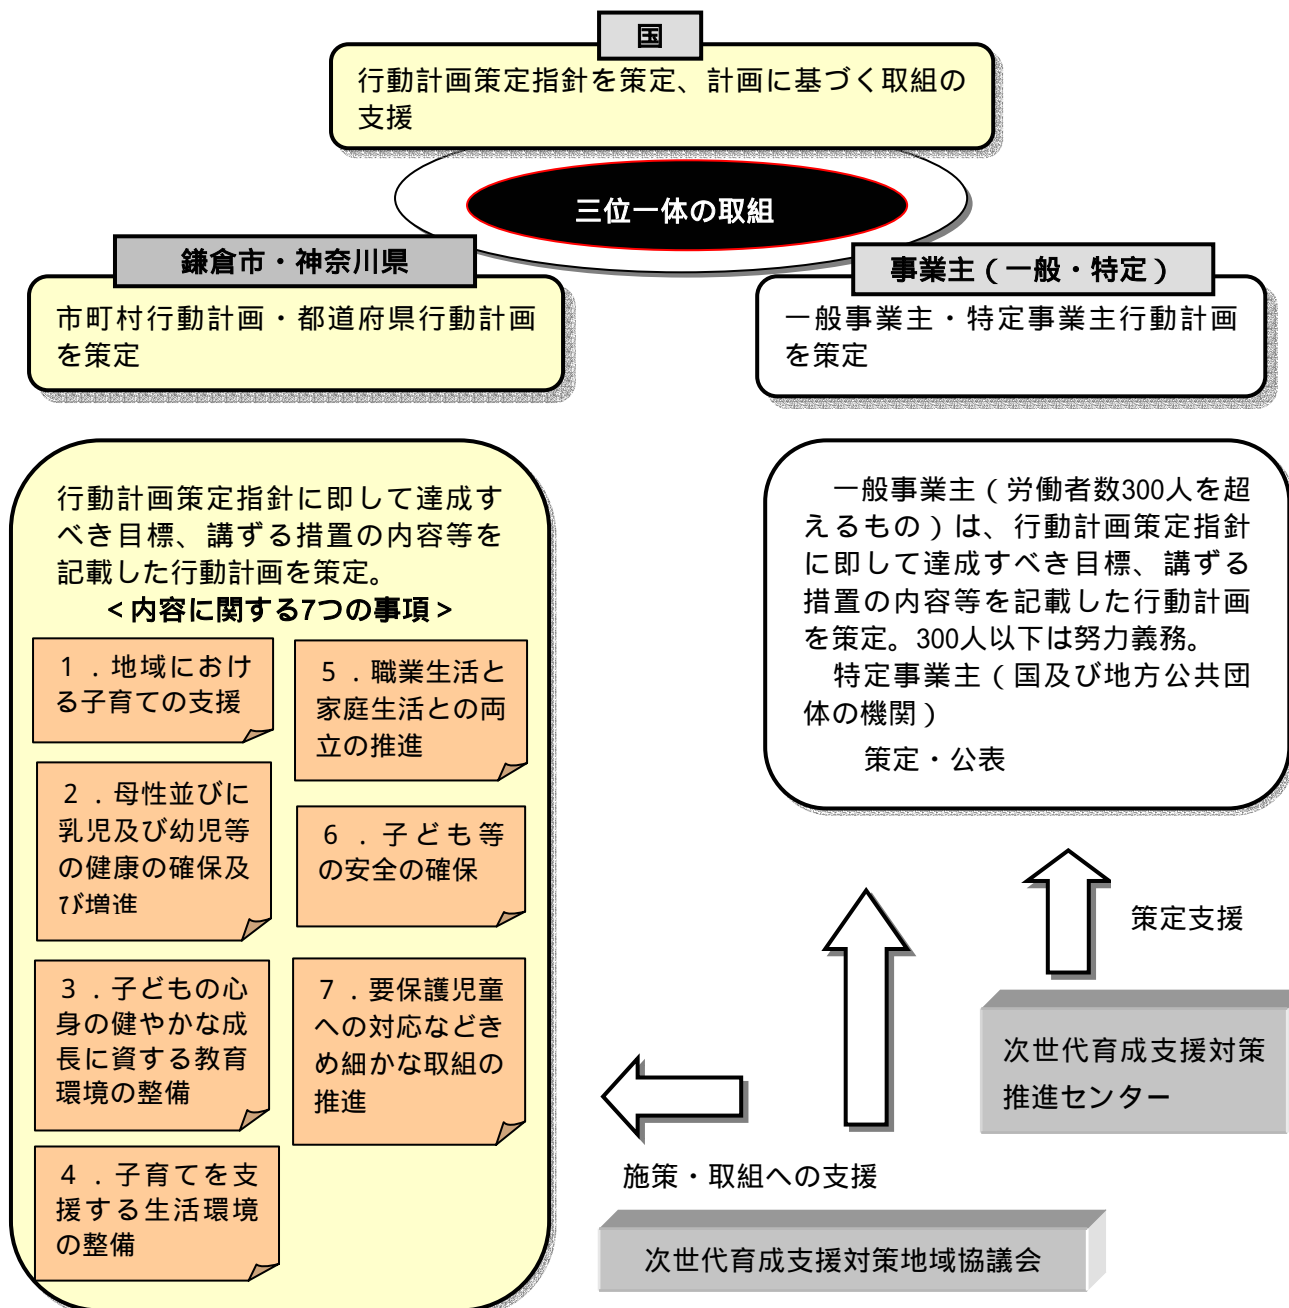 国
行動計画策定指針を策定、計画に基づく取組の
支援
三位一体の取組
鎌倉市・神奈川県
市町村行動計画・都道府県行動計画
を策定
事業主（一般・特定）
一般事業主・特定事業主行動計画
を策定
行動計画策定指針に即して達成す
べき目標、講ずる措置の内容等を
記載した行動計画を策定。
＜内容に関する7つの事項＞
１．地域におけ
る子育ての支援
２．母性並びに
乳児及び幼児等
の健康の確保及
び増進
３．子どもの心
身の健やかな成
長に資する教育
環境の整備
４．子育てを支
援する生活環境
の整備
５．職業生活と
家庭生活との両
立の推進
６．子ども等
の安全の確保
７．要保護児童
への対応などき
め細かな取組の
推進
一般事業主（労働者数300人を超
えるもの）は、行動計画策定指針
に即して達成すべき目標、講ずる
措置の内容等を記載した行動計画
を策定。300人以下は努力義務。
特定事業主（国及び地方公共団
体の機関）
策定・公表
策定支援
次世代育成支援対策
推進センター
施策・取組への支援
次世代育成支援対策地域協議会